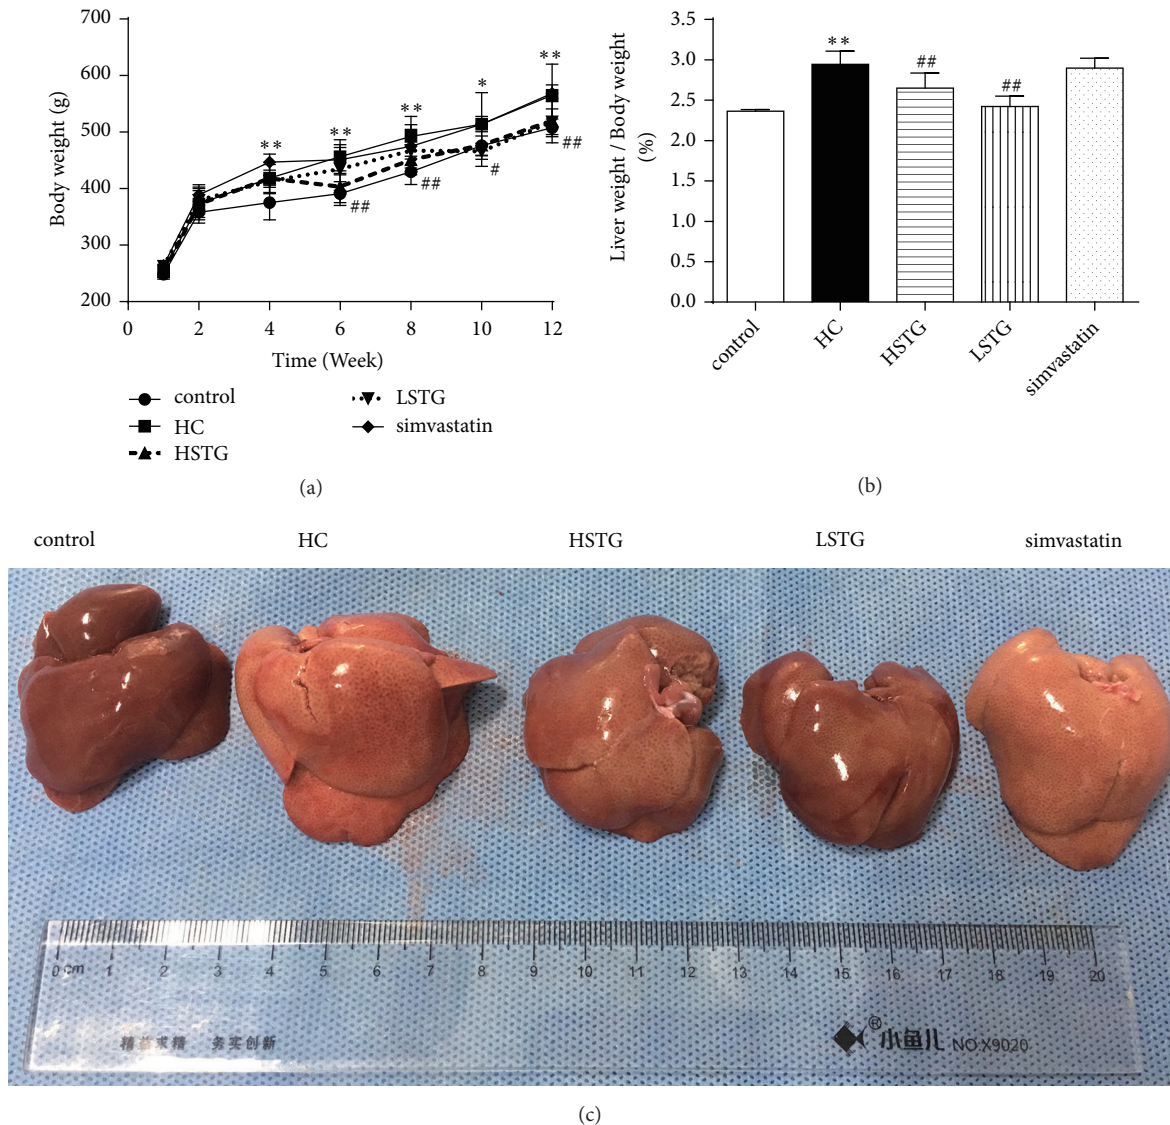 700
600
500
400
300
200
Body weight (g)
**
**
**
*
**
##
##
#
##
0 2 4 6 8 10 12
Time (Week)
control
HC
HSTG
LSTG
simvastatin
(a)
3.5
3.0
2.5
2.0
1.5
1.0
0.5
0.0
Liver weight / Body weight
(%)
**
##
##
control
HC
HSTG
LSTG
simvastatin
(b)
control HC HSTG LSTG simvastatin
0 cm 1 2 3 4 5 6 7 8 9 10 11 12 13 14 15 16 17 18 19 20
精益求精 务实创新
® 小鱼儿 NO:X9020
(c)